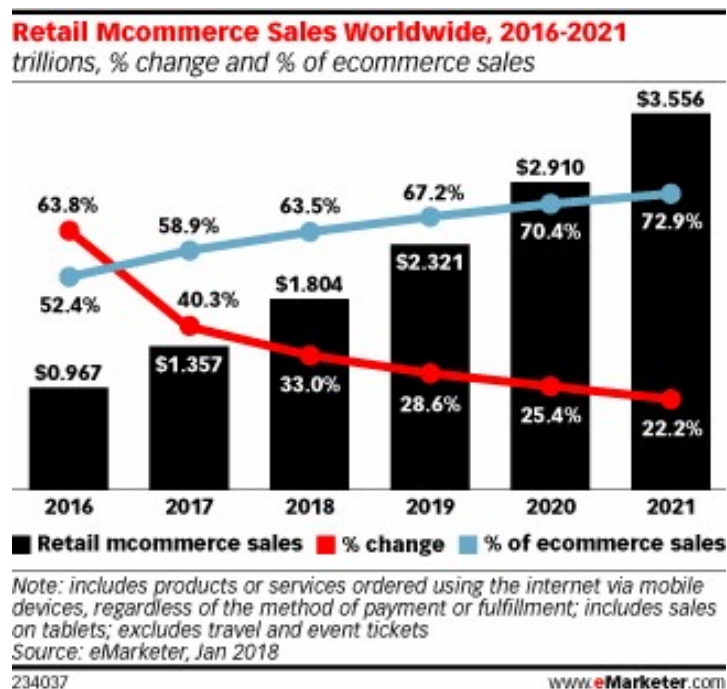 Retail Mcommerce Sales Worldwide, 2016-2021
trillions, % change and % of ecommerce sales
$3.556
$2.910
67.2%
63.8%
58.9%
63.5%
72.9%
70.4%
$2.321
$1.804
52.4%
40.3%
$0.967
$1.357
33.0%
28.6%
25.4%
22.2%
2016 2017 2018 2019 2020 2021
Retail mcommerce sales % change % of ecommerce sales
Note: includes products or services ordered using the internet via mobile
devices, regardless of the method of payment or fulfillment; includes sales
on tablets; excludes travel and event tickets
Source: eMarketer, Jan 2018
234037 www.eMarketer.com